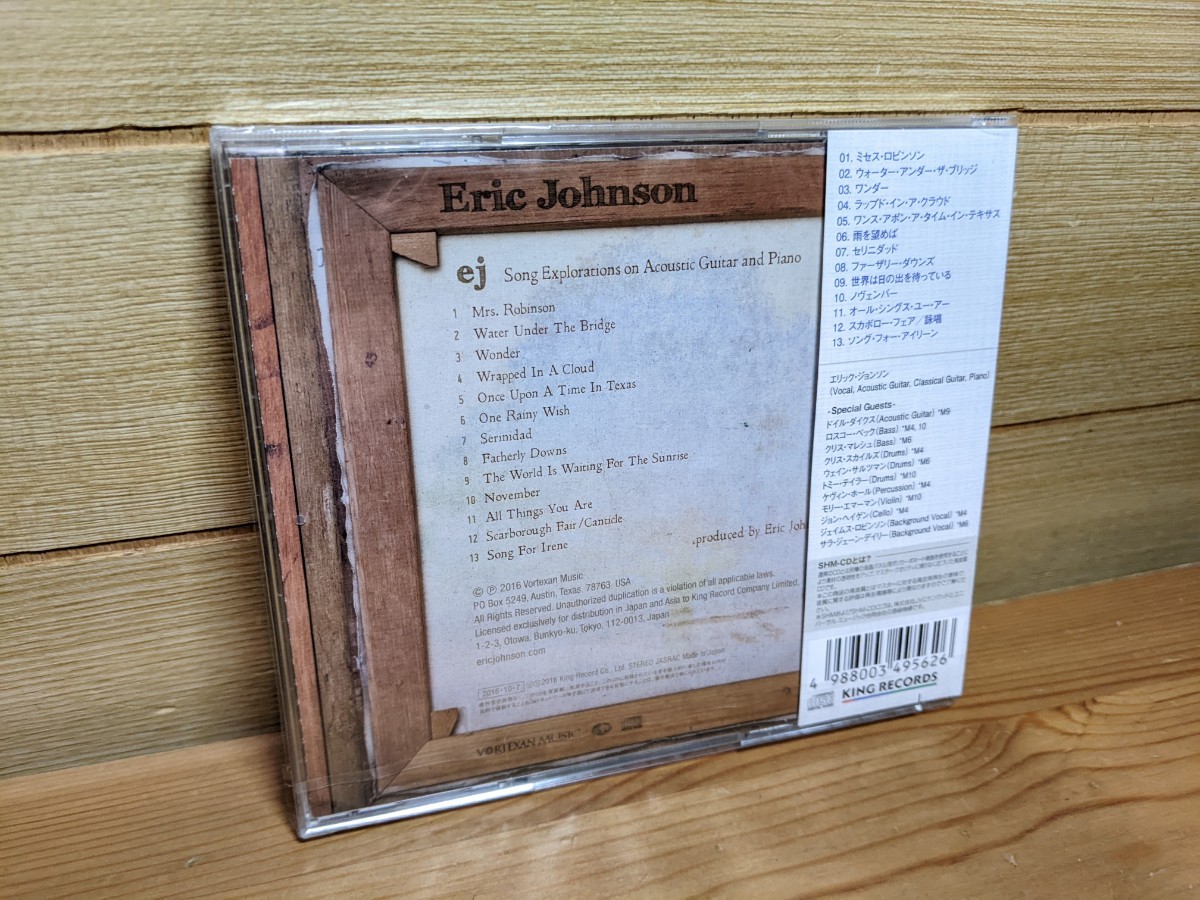 Eric Johnson
ej Song Explorations on Acoustic Guitar and Piano
1 Mrs. Robinson
2 Water Under The Bridge
3 Wonder
4 Wrapped In A Cloud
5 Once Upon A Time In Texas
6 One Rainy Wish
7 Serinidad
8 Fatherly Downs
9 The World Is Waiting For The Sunrise
10 November
11 All Things You Are
12 Scarborough Fair/Canticle
13 Song For Irene
produced by Eric Joh
© ℗ 2016 Vortexan Music
PO Box 5249, Austin, Texas 78763 USA
All Rights Reserved. Unauthorized duplication is a violation of all applicable laws.
Licensed exclusively for distribution in Japan and Asia to King Record Company Limited.
1-2-3, Otowa, Bunkyo-ku, Tokyo, 112-0013, Japan
ericjohnson.com
2016・10・7 ℗© 2016 King Record Co., Ltd. STEREO JASRAC Made in Japan
VORTEXAN MUSIC
01. ミセス・ロビンソン
02. ウォーター・アンダー・ザ・ブリッジ
03. ワンダー
04. ラップド・イン・ア・クラウド
05. ワンス・アポン・ア・タイム・イン・テキサス
06. 雨を望めば
07. セリニダッド
08. ファーザリー・ダウンズ
09. 世界は日の出を待っている
10. ノヴェンバー
11. オール・シングス・ユー・アー
12. スカボロー・フェア／詠唱
13. ソング・フォー・アイリーン
エリック・ジョンソン
(Vocal, Acoustic Guitar, Classical Guitar, Piano)
-Special Guests-
ドイル・ダイクス(Acoustic Guitar) *M9
ロスコー・ベック(Bass) *M4, 10
クリス・マレシュ(Bass) *M6
クリス・スカイルズ(Drums) *M4
ウェイン・サルツマン(Drums) *M6
トミー・テイラー(Drums) *M10
ケヴィン・ホール(Percussion) *M4
モリー・エマーマン(Violin) *M10
ジョン・ヘイゲン(Cello) *M4
ジェイムス・ロビンソン(Background Vocal) *M4
サラ・ジェーン・デイリー(Background Vocal) *M6
SHM-CDとは?
4 988003 495626
KING RECORDS